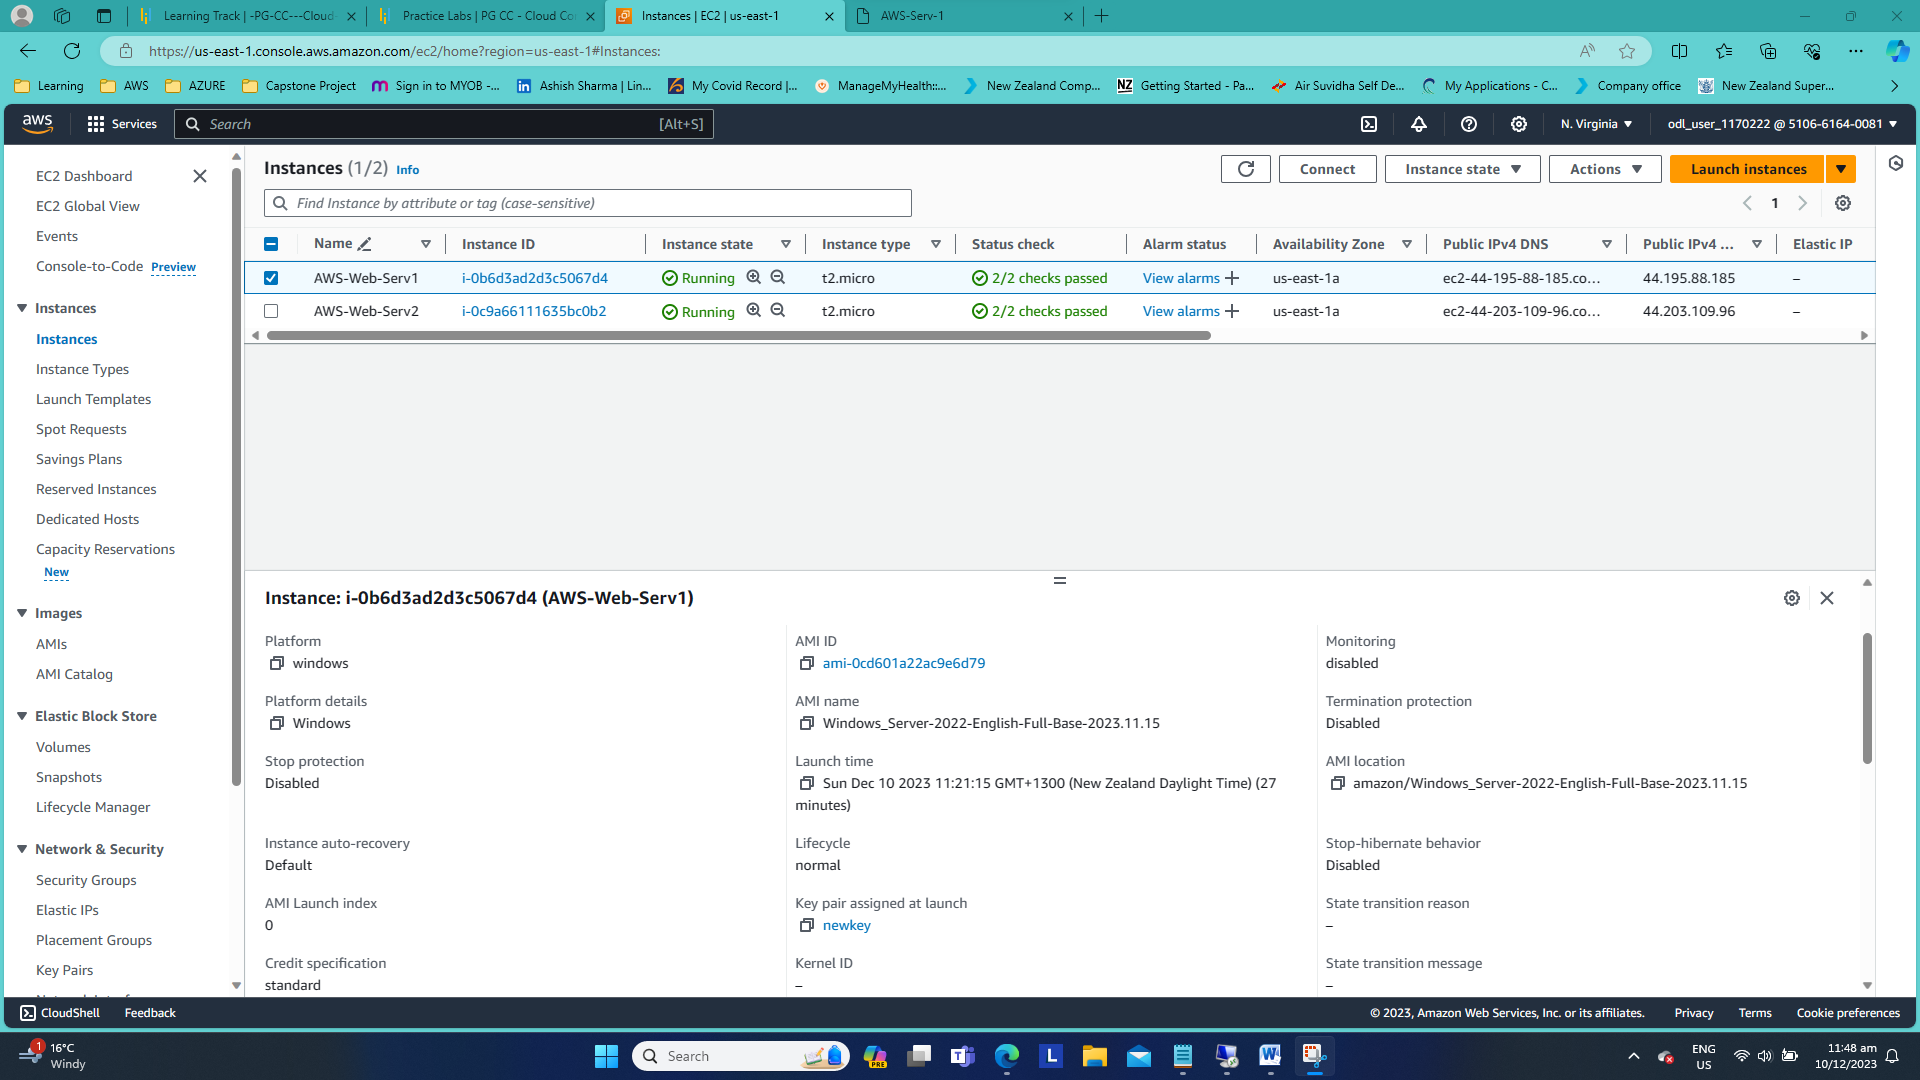 Learning Track | -PG-CC---Cloud-
Practice Labs | PG CC - Cloud Co
Instances | EC2 | us-east-1
AWS-Serv-1
https://us-east-1.console.aws.amazon.com/ec2/home?region=us-east-1#Instances:
Learning
AWS
AZURE
Capstone Project
Sign in to MYOB -...
Ashish Sharma | Lin...
My Covid Record |...
ManageMyHealth:...
New Zealand Comp...
Getting Started - Pa...
Air Suvidha Self De...
My Applications - C...
Company office
New Zealand Super...
aws
Services
Search
[Alt+S]
N. Virginia
odl_user_1170222 @ 5106-6164-0081
EC2 Dashboard
EC2 Global View
Events
Console-to-Code Preview
Instances
Instances
Instance Types
Launch Templates
Spot Requests
Savings Plans
Reserved Instances
Dedicated Hosts
Capacity Reservations
New
Images
AMIs
AMI Catalog
Elastic Block Store
Volumes
Snapshots
Lifecycle Manager
Network & Security
Security Groups
Elastic IPs
Placement Groups
Key Pairs
Instances (1/2) Info
Connect
Instance state
Actions
Launch instances
Find Instance by attribute or tag (case-sensitive)
1
Name Instance ID Instance state Instance type Status check Alarm status Availability Zone Public IPv4 DNS Public IPv4 ... Elastic IP
AWS-Web-Serv1 i-0b6d3ad2d3c5067d4 Running t2.micro 2/2 checks passed View alarms us-east-1a ec2-44-195-88-185.co... 44.195.88.185 –
AWS-Web-Serv2 i-0c9a66111635bc0b2 Running t2.micro 2/2 checks passed View alarms us-east-1a ec2-44-203-109-96.co... 44.203.109.96 –
Instance: i-0b6d3ad2d3c5067d4 (AWS-Web-Serv1)
Platform
windows
AMI ID
ami-0cd601a22ac9e6d79
Monitoring
disabled
Platform details
Windows
AMI name
Windows_Server-2022-English-Full-Base-2023.11.15
Termination protection
Disabled
Stop protection
Disabled
Launch time
Sun Dec 10 2023 11:21:15 GMT+1300 (New Zealand Daylight Time) (27
minutes)
AMI location
amazon/Windows_Server-2022-English-Full-Base-2023.11.15
Instance auto-recovery
Default
Lifecycle
normal
Stop-hibernate behavior
Disabled
AMI Launch index
0
Key pair assigned at launch
newkey
State transition reason
–
Credit specification
standard
Kernel ID
–
State transition message
–
CloudShell
Feedback
© 2023, Amazon Web Services, Inc. or its affiliates.
Privacy
Terms
Cookie preferences
1
16°C
Windy
Search
PRE
L
ENG
US
11:48 am
10/12/2023